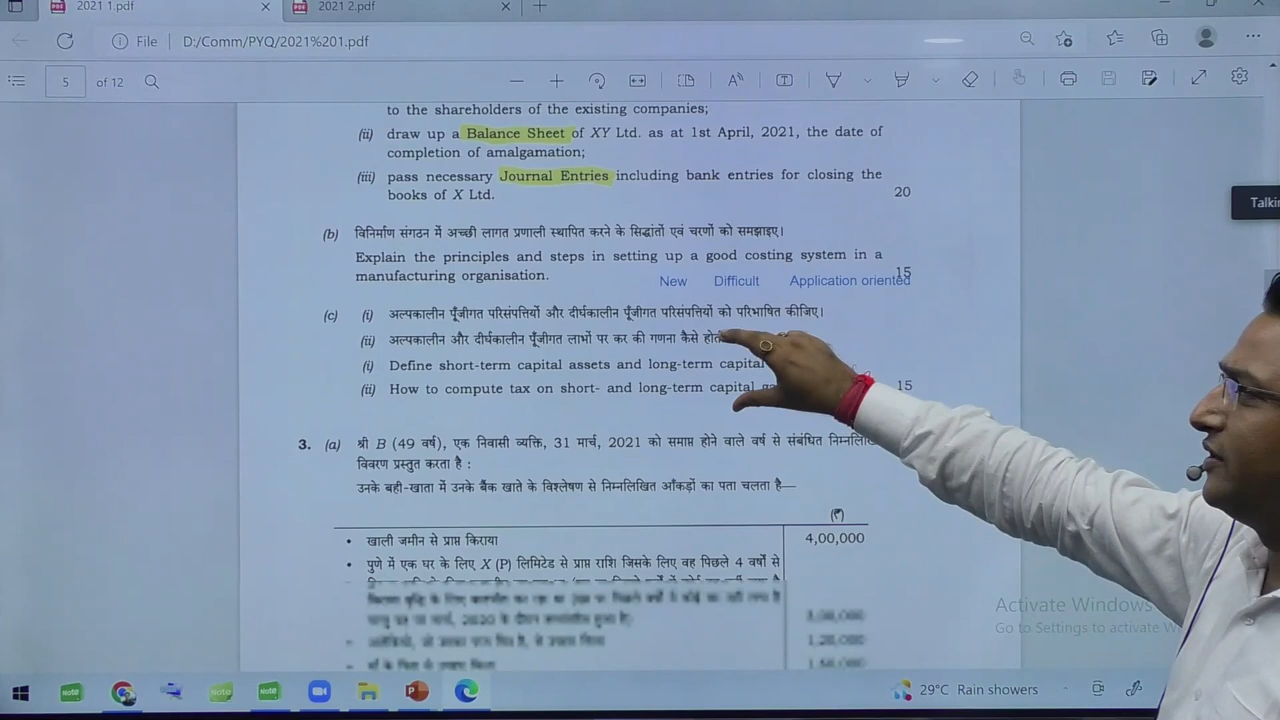 2021 1.pdf
2021 2.pdf
File D:/Comm/PYQ/2021%201.pdf
5 of 12
to the shareholders of the existing companies;
(ii) draw up a Balance Sheet of XY Ltd. as at 1st April, 2021, the date of
completion of amalgamation;
(iii) pass necessary Journal Entries including bank entries for closing the
books of X Ltd. 20
Talkin
(b) विनिर्माण संगठन में अच्छी लागत प्रणाली स्थापित करने के सिद्धांतों एवं चरणों को समझाइए।
Explain the principles and steps in setting up a good costing system in a
manufacturing organisation. 15
New Difficult Application oriented
(c) (i) अल्पकालीन पूँजीगत परिसंपत्तियों और दीर्घकालीन पूँजीगत परिसंपत्तियों को परिभाषित कीजिए।
(ii) अल्पकालीन और दीर्घकालीन पूँजीगत लाभों पर कर की गणना कैसे
(i) Define short-term capital assets and long-term capital
(ii) How to compute tax on short- and long-term capital 15
3. (a) श्री B (49 वर्ष), एक निवासी व्यक्ति, 31 मार्च, 2021 को समाप्त होने वाले वर्ष से संबंधित
विवरण प्रस्तुत करता है :
उनके बही-खाता में उनके बैंक खाते के विश्लेषण से निम्नलिखित आँकड़ों का पता चलता है—
(₹)
• खाली जमीन से प्राप्त किराया 4,00,000
• पुणे में एक घर के लिए X (P) लिमिटेड से प्राप्त राशि जिसके लिए वह पिछले 4 वर्षों से
Activate Windows
Go to Settings to activate
29°C Rain showers